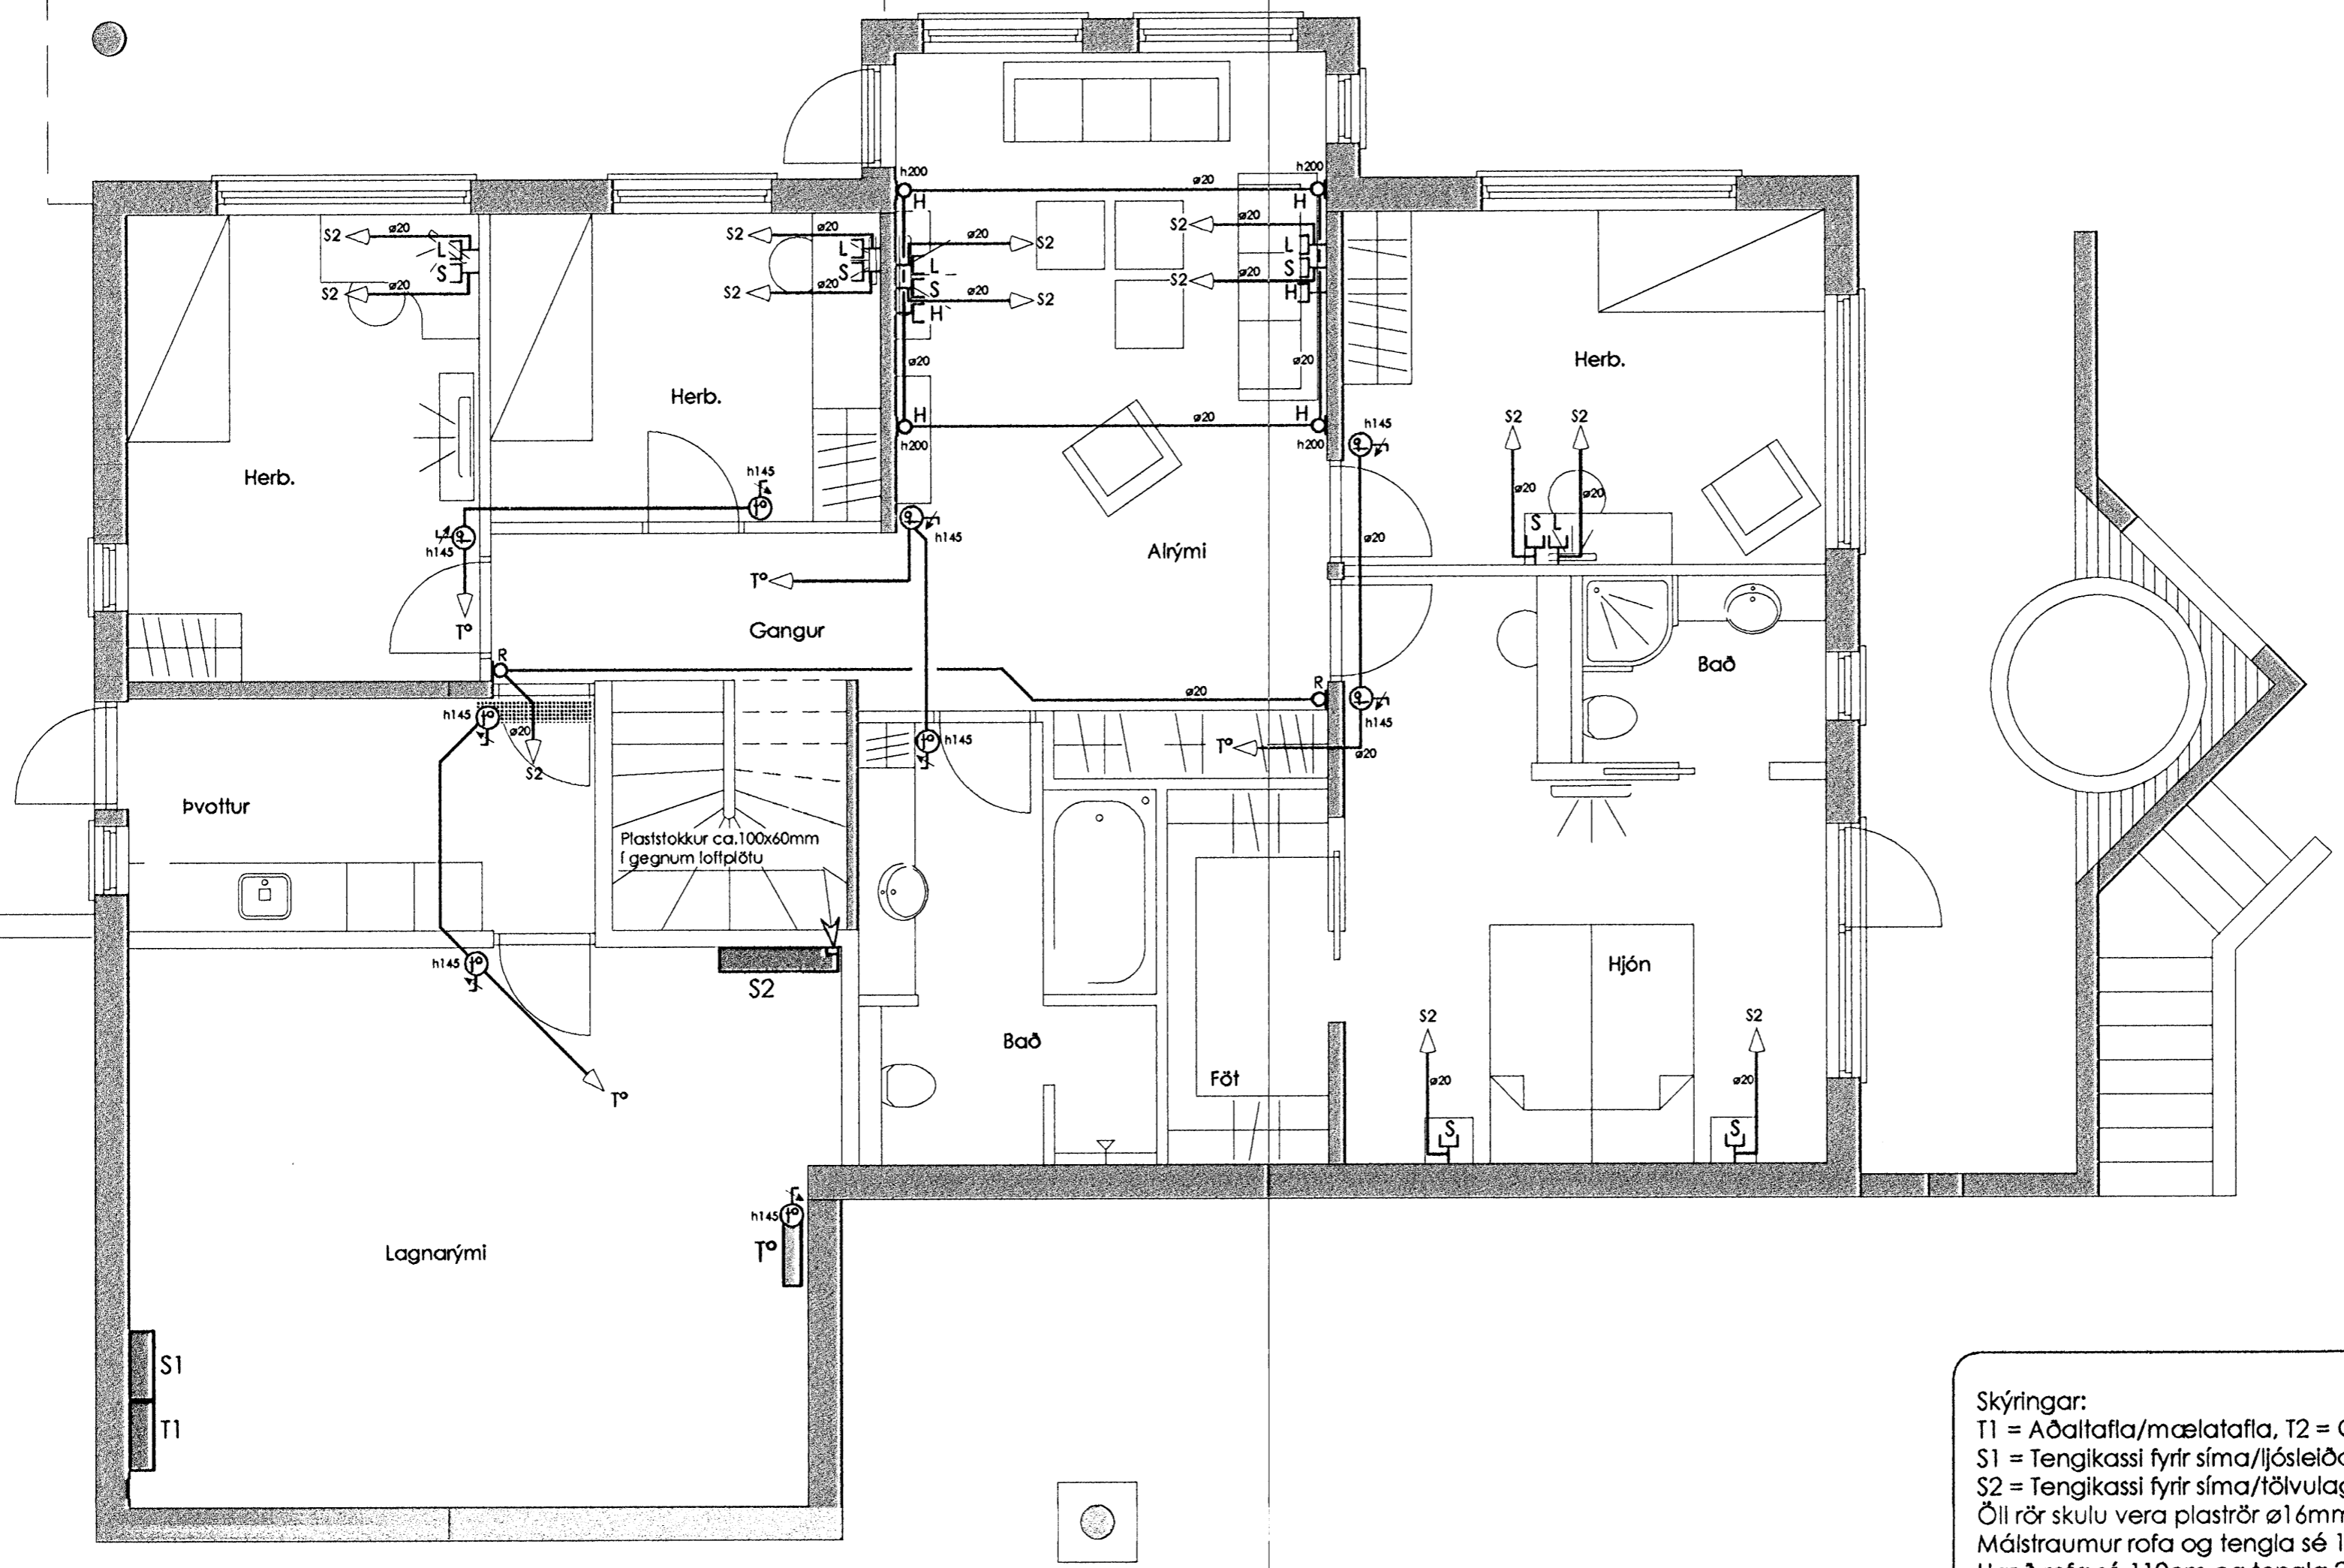 h200
h200
ø20
H
H
S2
ø20
L
S
S2
ø20
S2
ø20
L
S
S2
ø20
ø20
S2
L
S
H
S2
S2
ø20
L
S
H
S2
ø20
ø20
ø20
H
h200
ø20
H
h200
Herb.
Herb.
Herb.
h145
h145
T°
h145
T°
h145
ø20
S2
S2
ø20
ø20
S L
Alrými
Gangur
R
R
ø20
h145
ø20
T°
h145
ø20
S2
h145
Bað
Þvottur
Plaststokkur ca.100x60mm
í gegnum loftplötu
S2
h145
T°
Bað
Föt
Hjón
S2
ø20
S
S2
ø20
S
h145
T°
Lagnarými
S1
T1
Skýringar:
T1 = Aðaltafla/mælatafla, T2 =
S1 = Tengikassi fyrir síma/ljósleið
S2 = Tengikassi fyrir síma/tölvulag
Öll rör skulu vera plaströr ø16mm
Málstraumur rofa og tengla sé 1